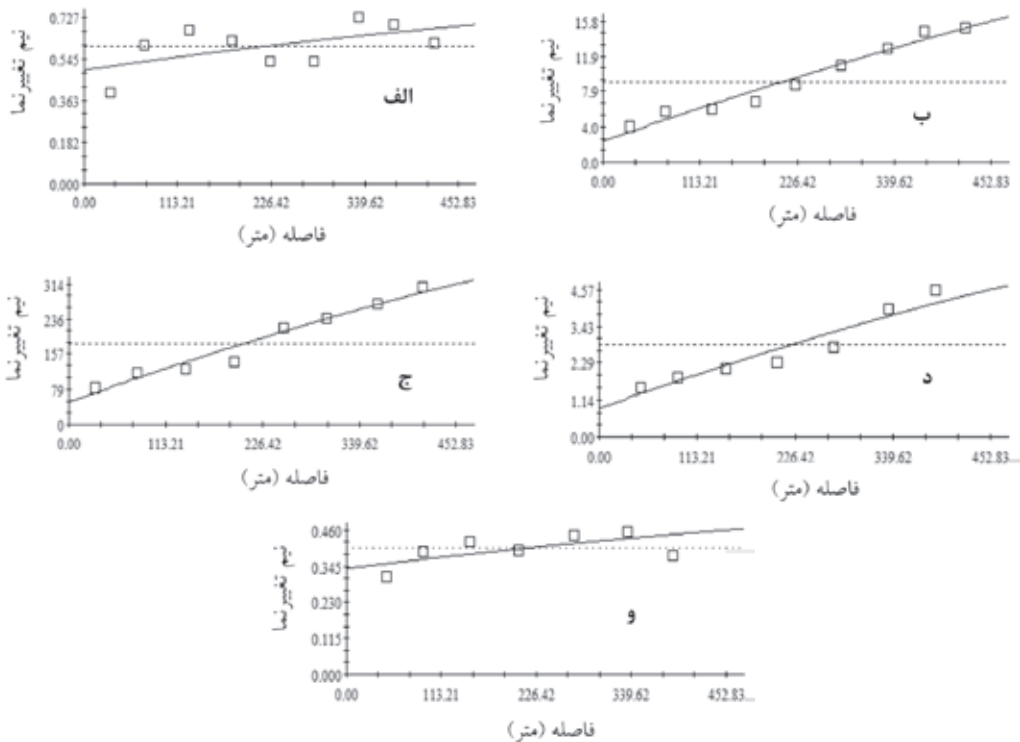 نیم تغییرنما
0.727
0.545
0.363
0.182
0.000
0.00 113.21 226.42 339.62 452.83
فاصله (متر)
الف
نیم تغییرنما
15.8
11.9
7.9
4.0
0.0
0.00 113.21 226.42 339.62 452.83
فاصله (متر)
ب
نیم تغییرنما
314
236
157
79
0
0.00 113.21 226.42 339.62 452.83
فاصله (متر)
ج
نیم تغییرنما
4.57
3.43
2.29
1.14
0.00
0.00 113.21 226.42 339.62 452.83...
فاصله (متر)
د
نیم تغییرنما
0.460
0.345
0.230
0.115
0.000
0.00 113.21 226.42 339.62 452.83...
فاصله (متر)
و